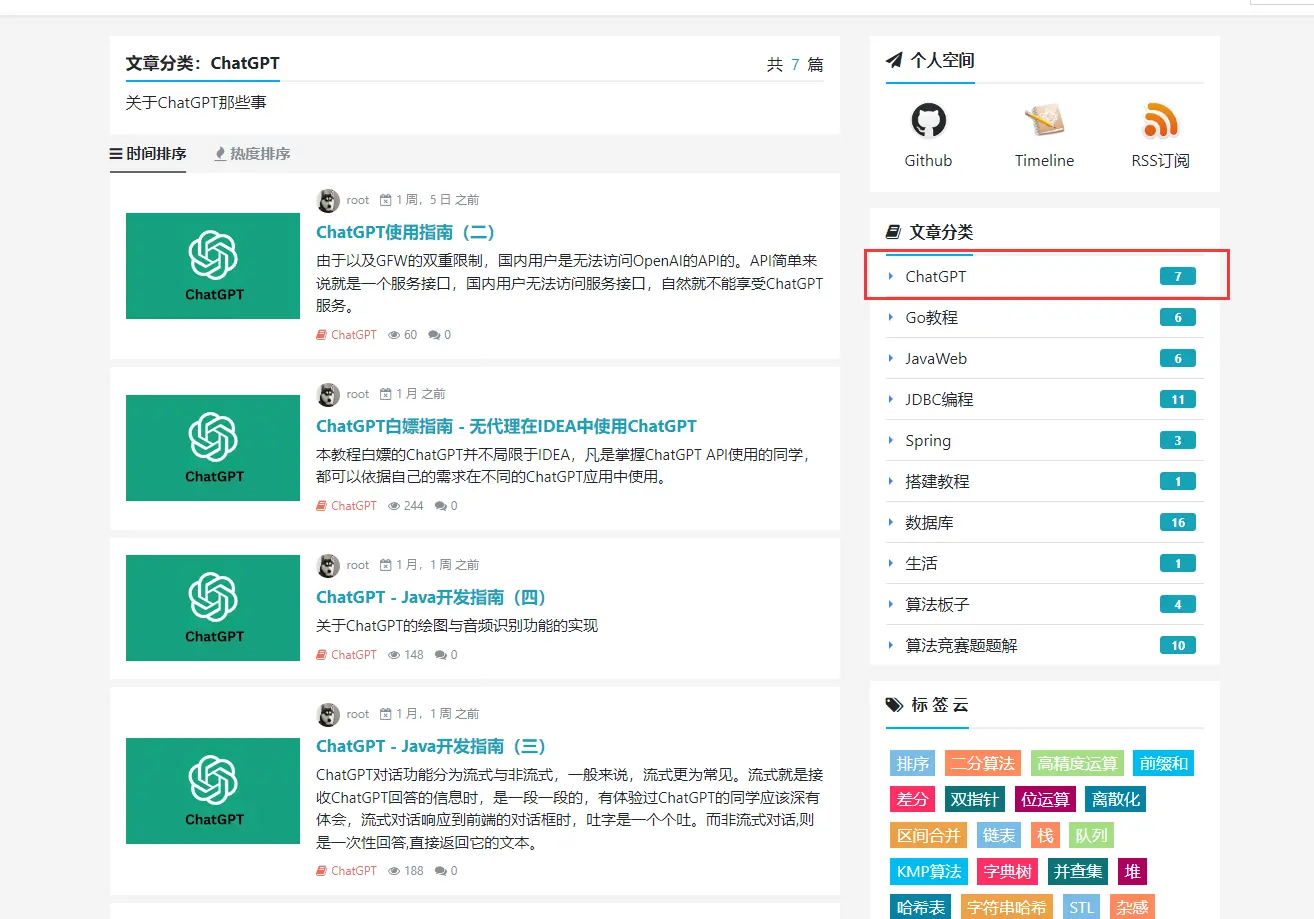 文章分类：ChatGPT
共 7 篇
关于ChatGPT那些事
时间排序
热度排序
root 1 周，5 日 之前
ChatGPT
ChatGPT使用指南（二）
由于以及GFW的双重限制，国内用户是无法访问OpenAI的API的。API简单来
说就是一个服务接口，国内用户无法访问服务接口，自然就不能享受ChatGPT
服务。
ChatGPT 60 0
root 1 月 之前
ChatGPT
ChatGPT白嫖指南 - 无代理在IDEA中使用ChatGPT
本教程白嫖的ChatGPT并不局限于IDEA，凡是掌握ChatGPT API使用的同学，
都可以依据自己的需求在不同的ChatGPT应用中使用。
ChatGPT 244 0
root 1 月，1 周 之前
ChatGPT
ChatGPT - Java开发指南（四）
关于ChatGPT的绘图与音频识别功能的实现
ChatGPT 148 0
root 1 月，1 周 之前
ChatGPT
ChatGPT - Java开发指南（三）
ChatGPT对话功能分为流式与非流式，一般来说，流式更为常见。流式就是接
收ChatGPT回答的信息时，是一段一段的，有体验过ChatGPT的同学应该深有
体会，流式对话响应到前端的对话框时，吐字是一个个吐。而非流式对话,则
是一次性回答,直接返回它的文本。
ChatGPT 188 0
个人空间
Github Timeline RSS订阅
文章分类
ChatGPT 7
Go教程 6
JavaWeb 6
JDBC编程 11
Spring 3
搭建教程 1
数据库 16
生活 1
算法板子 4
算法竞赛题题解 10
标 签 云
排序 二分算法 高精度运算 前缀和
差分 双指针 位运算 离散化
区间合并 链表 栈 队列
KMP算法 字典树 并查集 堆
哈希表 字符串哈希 STL 杂感